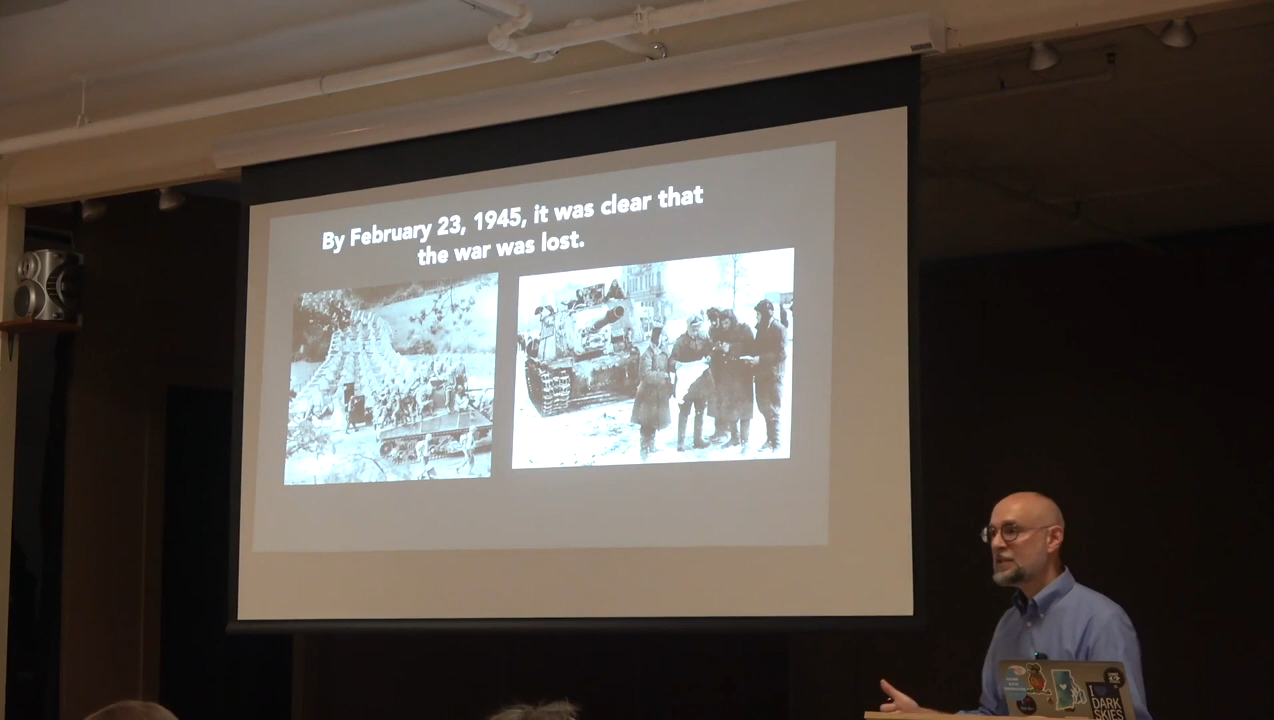 By February 23, 1945, it was clear that
the war was lost.
I
DARK
SKIES